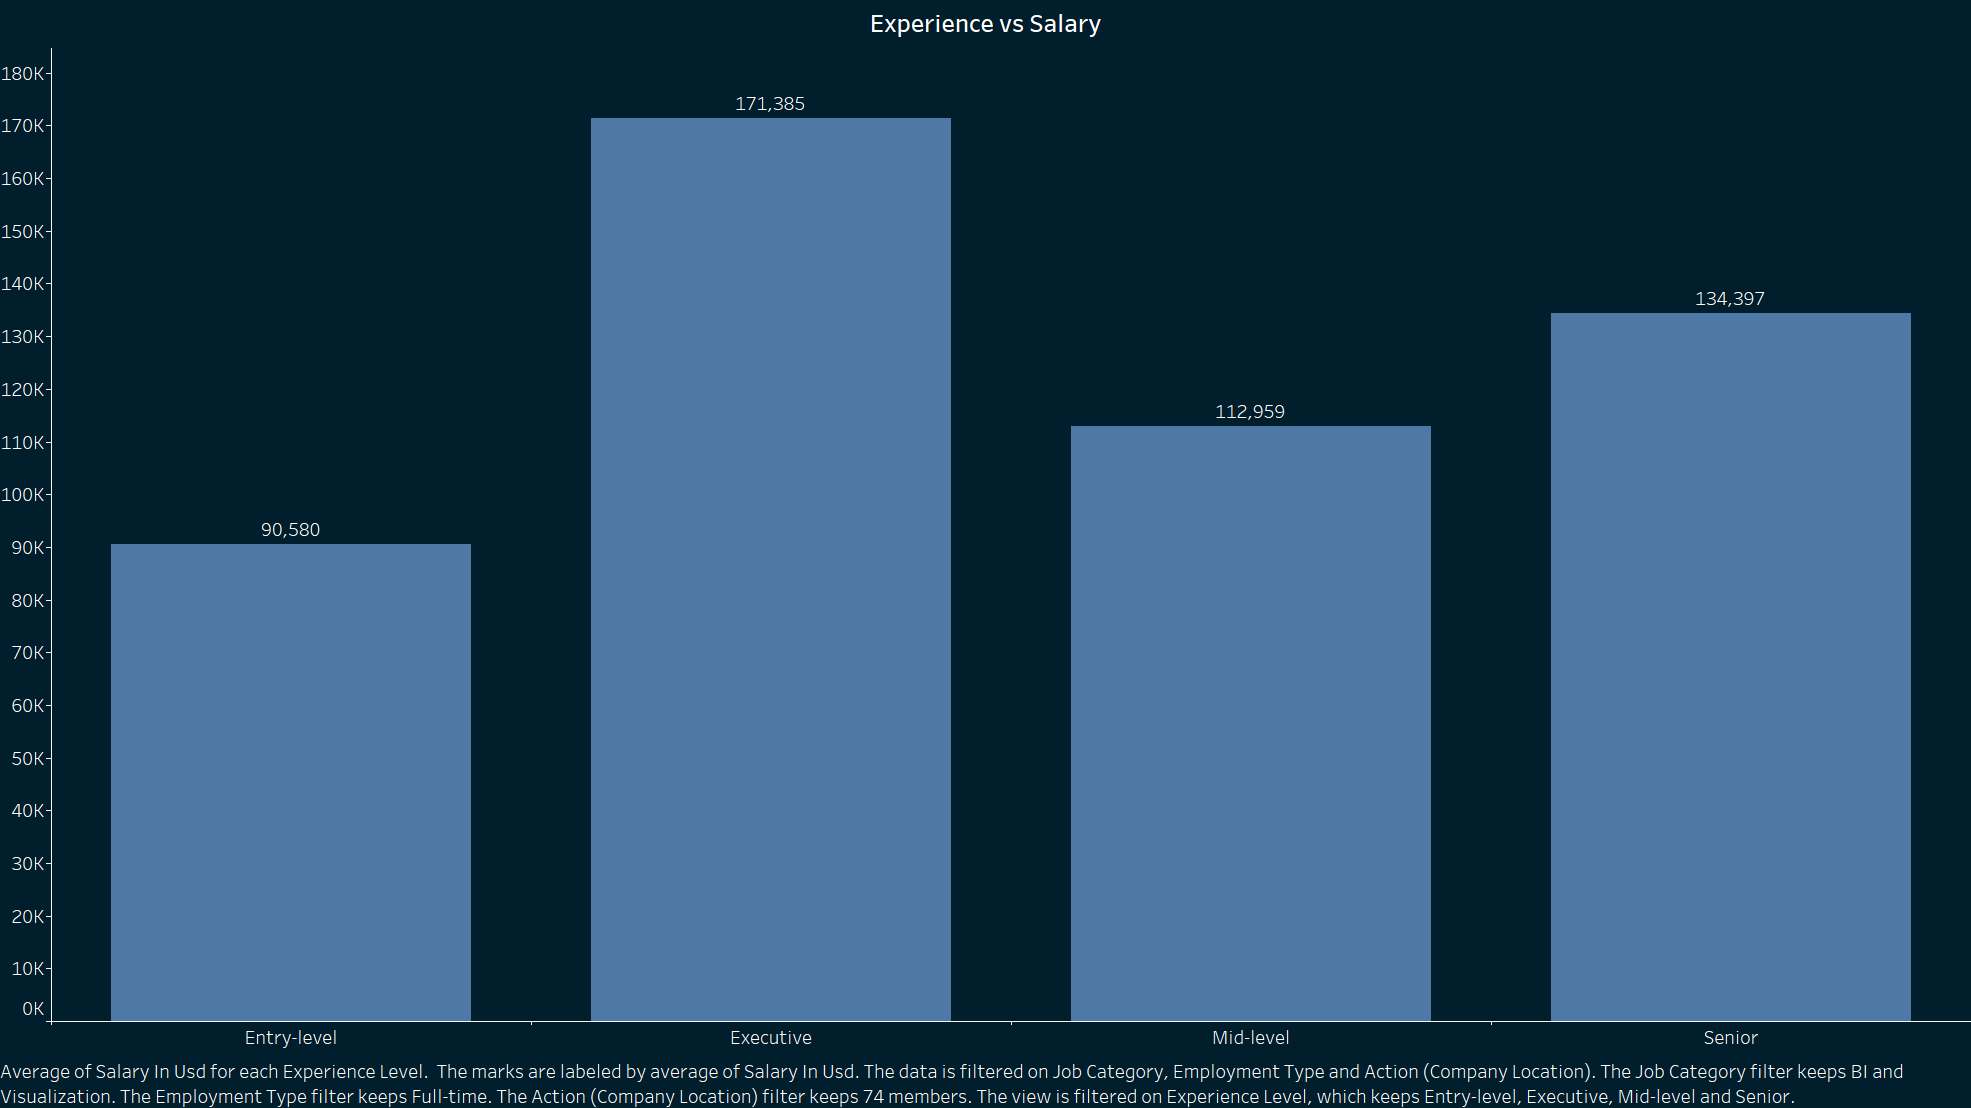 Experience vs Salary
180K
171,385
170K
160K
150K
140K
134,397
130K
120K
112,959
110K
100K
90,580
90K
80K
70K
60K
50K
40K
30K
20K
10K
0K
Entry-level Executive Mid-level Senior
Average of Salary In Usd for each Experience Level.  The marks are labeled by average of Salary In Usd. The data is filtered on Job Category, Employment Type and Action (Company Location). The Job Category filter keeps BI and
Visualization. The Employment Type filter keeps Full-time. The Action (Company Location) filter keeps 74 members. The view is filtered on Experience Level, which keeps Entry-level, Executive, Mid-level and Senior.